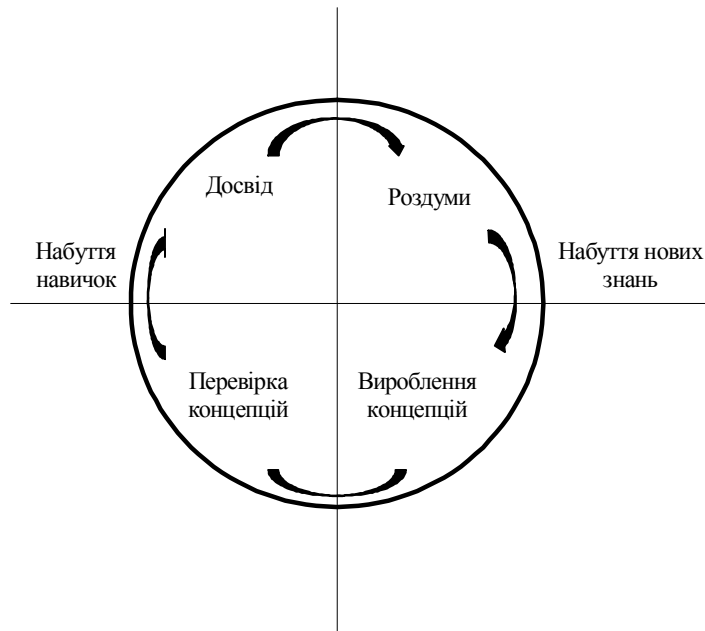 Досвід
Роздуми
Набуття
навичок
Набуття нових
знань
Перевірка
концепцій
Вироблення
концепцій